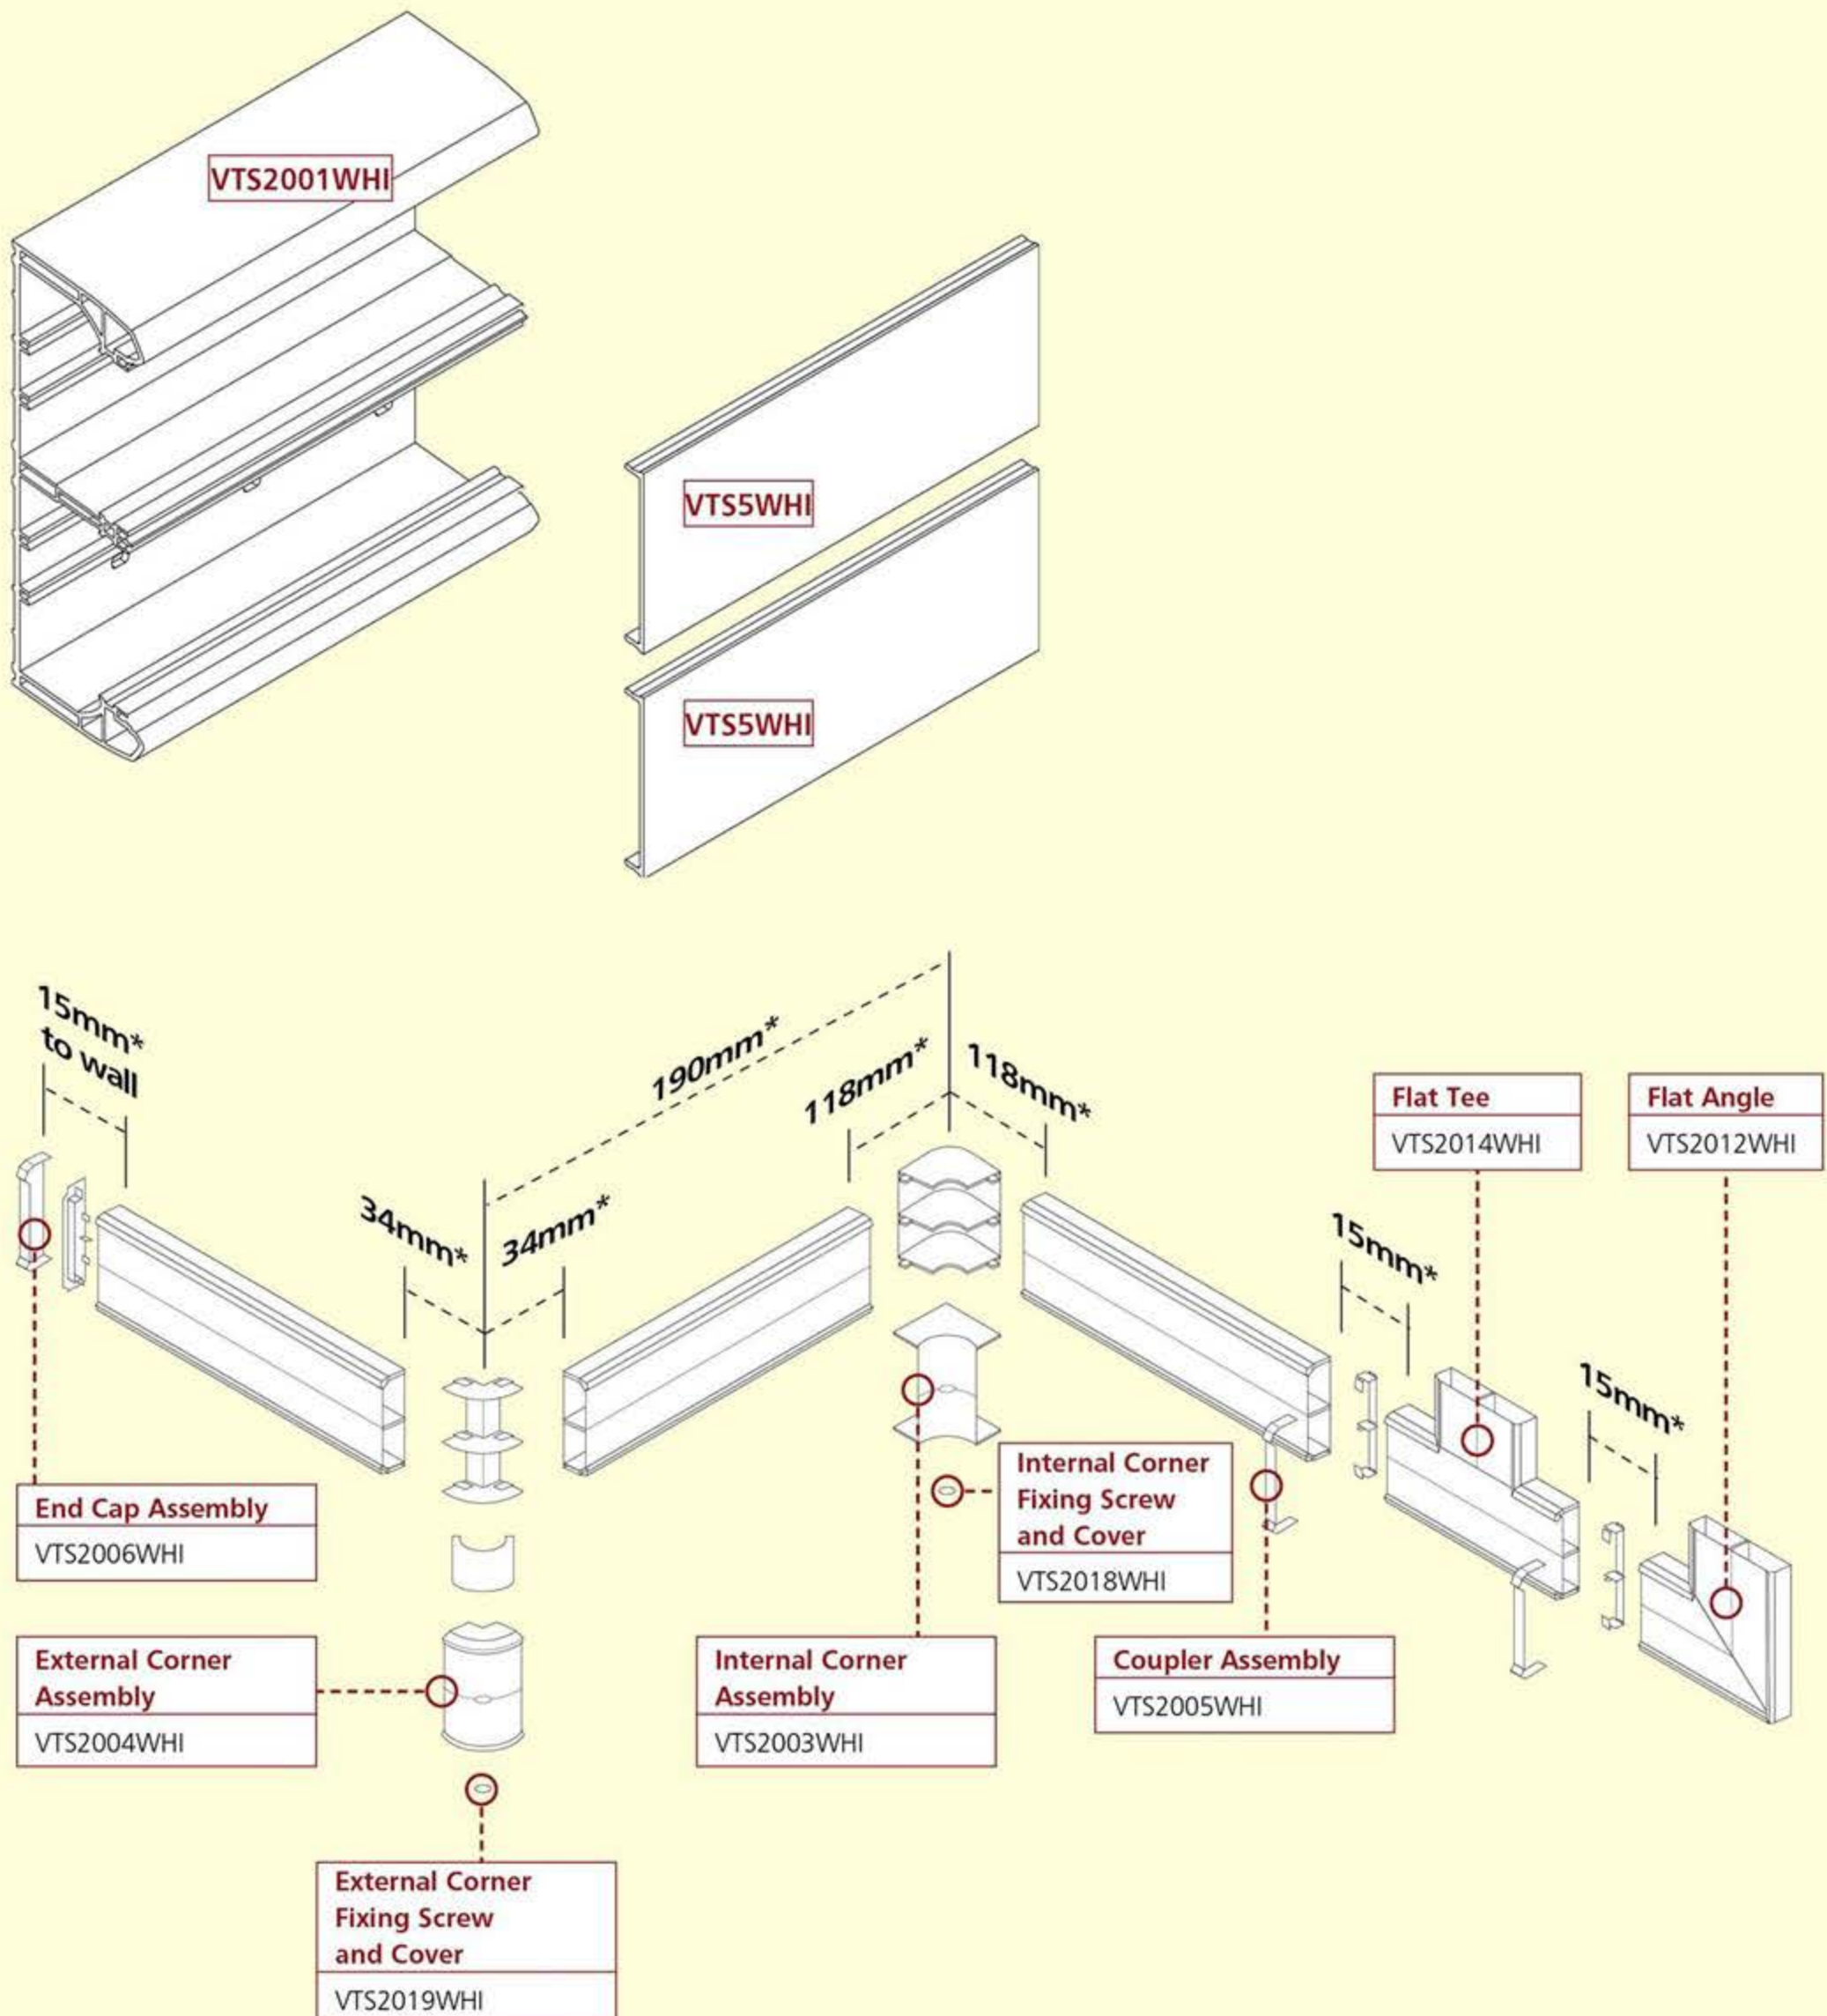 VTS2001WHI
VTS5WHI
VTS5WHI
15mm*
to wall
190mm*
118mm*
118mm*
34mm*
34mm*
15mm*
15mm*
Flat Tee
VTS2014WHI
Flat Angle
VTS2012WHI
End Cap Assembly
VTS2006WHI
Internal Corner
Fixing Screw
and Cover
VTS2018WHI
External Corner
Assembly
VTS2004WHI
Internal Corner
Assembly
VTS2003WHI
Coupler Assembly
VTS2005WHI
External Corner
Fixing Screw
and Cover
VTS2019WHI